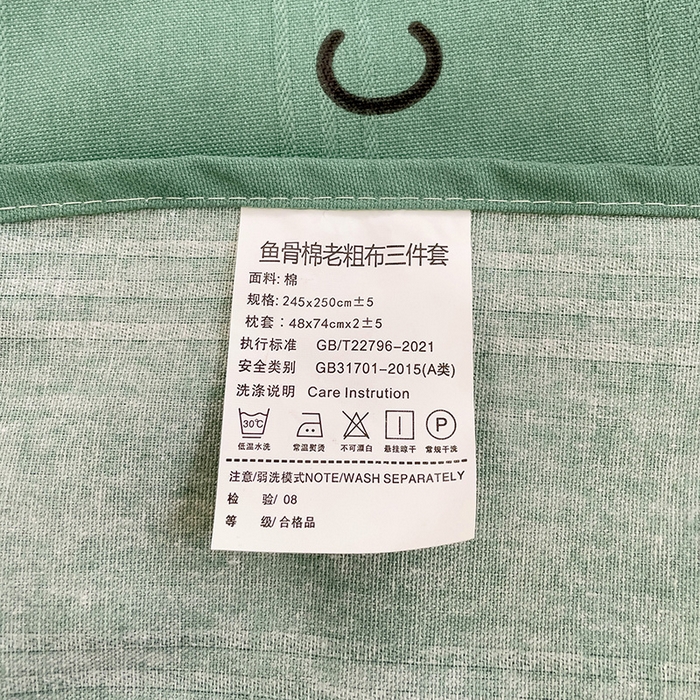 鱼骨棉老粗布三件套
面料: 棉
规格: 245x250cm±5
枕套：48x74cmx2±5
执行标准 GB/T22796-2021
安全类别 GB31701-2015(A类)
洗涤说明 Care Instrution
30℃ P
低温水洗 常温熨烫 不可漂白 悬挂晾干 常规干洗
注意/弱洗模式NOTE/WASH SEPARATELY
检 验/ 08
等 级/ 合格品